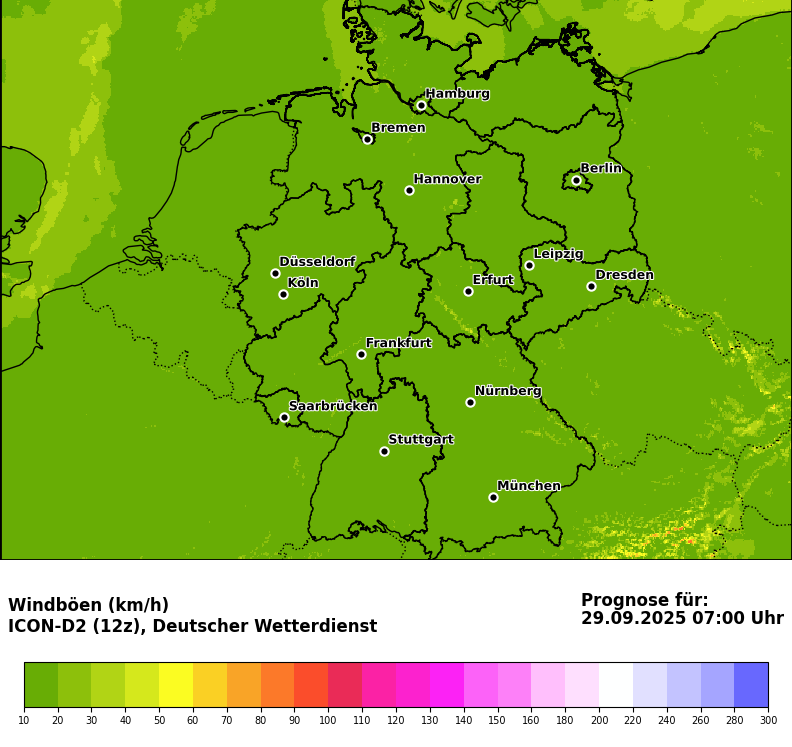 Hamburg
Bremen
Berlin
Hannover
Leipzig
Düsseldorf
Dresden
Köln
Erfurt
Frankfurt
Nürnberg
Saarbrücken
Stuttgart
München
Windböen (km/h)
ICON-D2 (12z), Deutscher Wetterdienst
Prognose für:
29.09.2025 07:00 Uhr
10 20 30 40 50 60 70 80 90 100 110 120 130 140 150 160 180 200 220 240 260 280 300